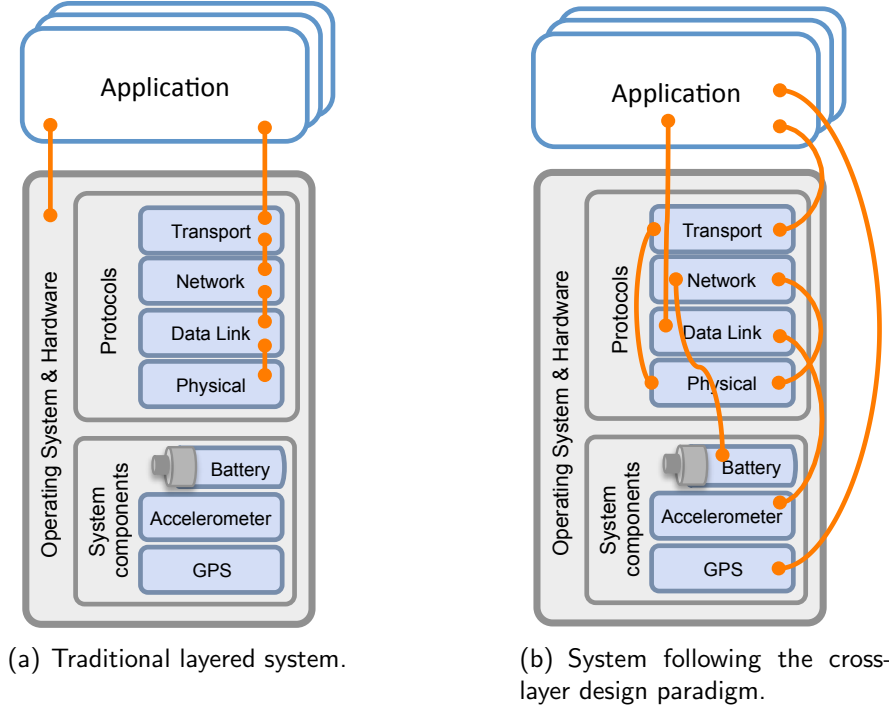 Application
Operating System & Hardware
Protocols
Transport
Network
Data Link
Physical
System
components
Battery
Accelerometer
GPS
(a) Traditional layered system.
Application
Operating System & Hardware
Protocols
Transport
Network
Data Link
Physical
System
components
Battery
Accelerometer
GPS
(b) System following the cross-
layer design paradigm.